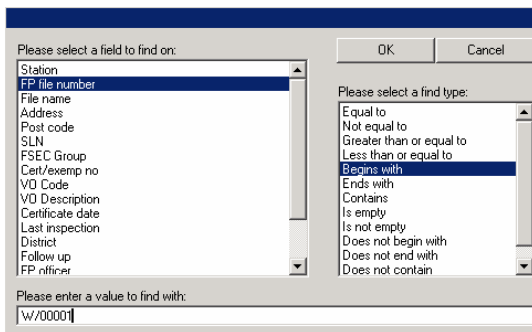 Please select a field to find on:
OK
Cancel
Station
FP file number
File name
Address
Post code
SLN
FSEC Group
Cert/exemp no
VO Code
VO Description
Certificate date
Last inspection
District
Follow up
FP officer
Please select a find type:
Equal to
Not equal to
Greater than or equal to
Less than or equal to
Begins with
Ends with
Contains
Is empty
Is not empty
Does not begin with
Does not end with
Does not contain
Please enter a value to find with:
W/00001